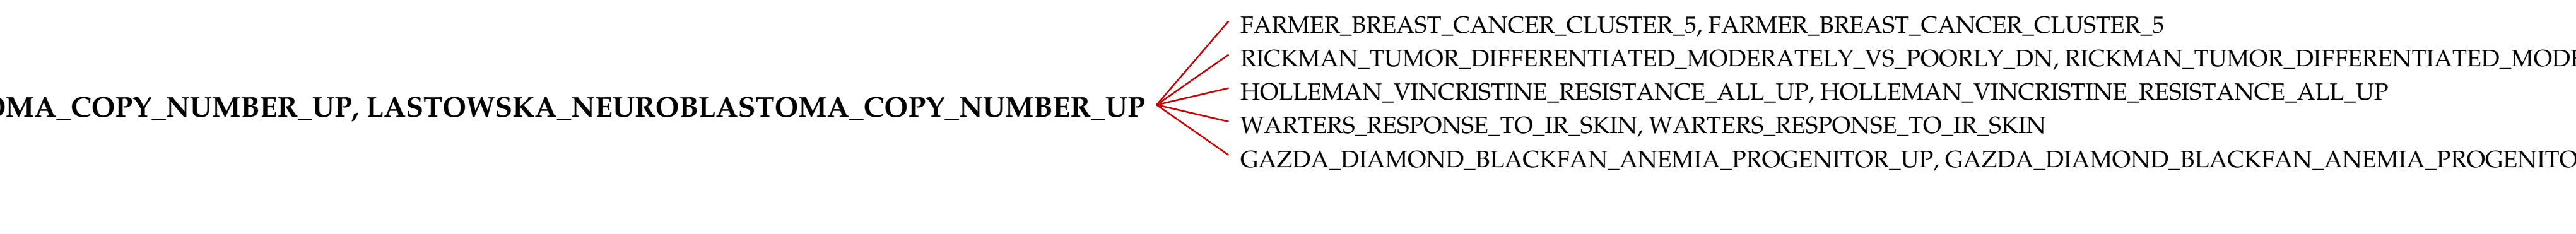 FARMER_BREAST_CANCER_CLUSTER_5, FARMER_BREAST_CANCER_CLUSTER_5
RICKMAN_TUMOR_DIFFERENTIATED_MODERATELY_VS_POORLY_DN, RICKMAN_TUMOR_DIFFERENTIATED_MODE
HOLLEMAN_VINCRISTINE_RESISTANCE_ALL_UP, HOLLEMAN_VINCRISTINE_RESISTANCE_ALL_UP
OMA_COPY_NUMBER_UP, LASTOWSKA_NEUROBLASTOMA_COPY_NUMBER_UP
WARTERS_RESPONSE_TO_IR_SKIN, WARTERS_RESPONSE_TO_IR_SKIN
GAZDA_DIAMOND_BLACKFAN_ANEMIA_PROGENITOR_UP, GAZDA_DIAMOND_BLACKFAN_ANEMIA_PROGENITO